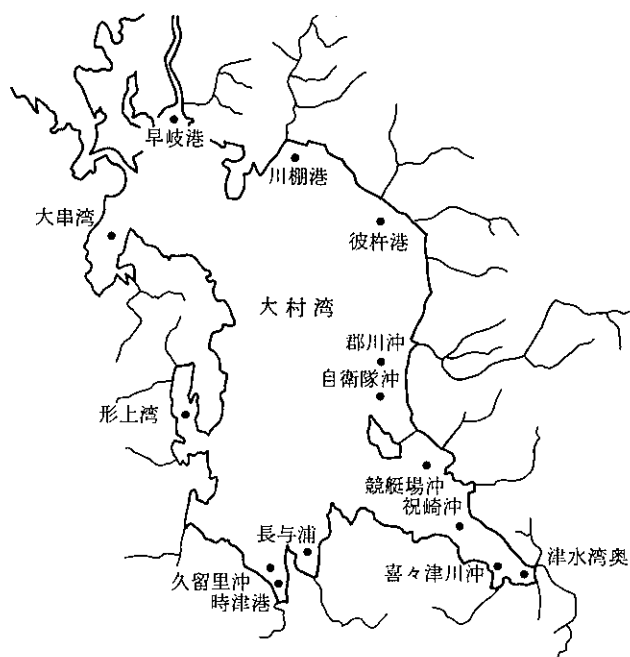 早岐港
川棚港
大串湾
彼杵港
大村湾
郡川沖
自衛隊沖
形上湾
競艇場沖
祝崎沖
長与浦
津水湾奥
久留里沖
喜々津川沖
時津港